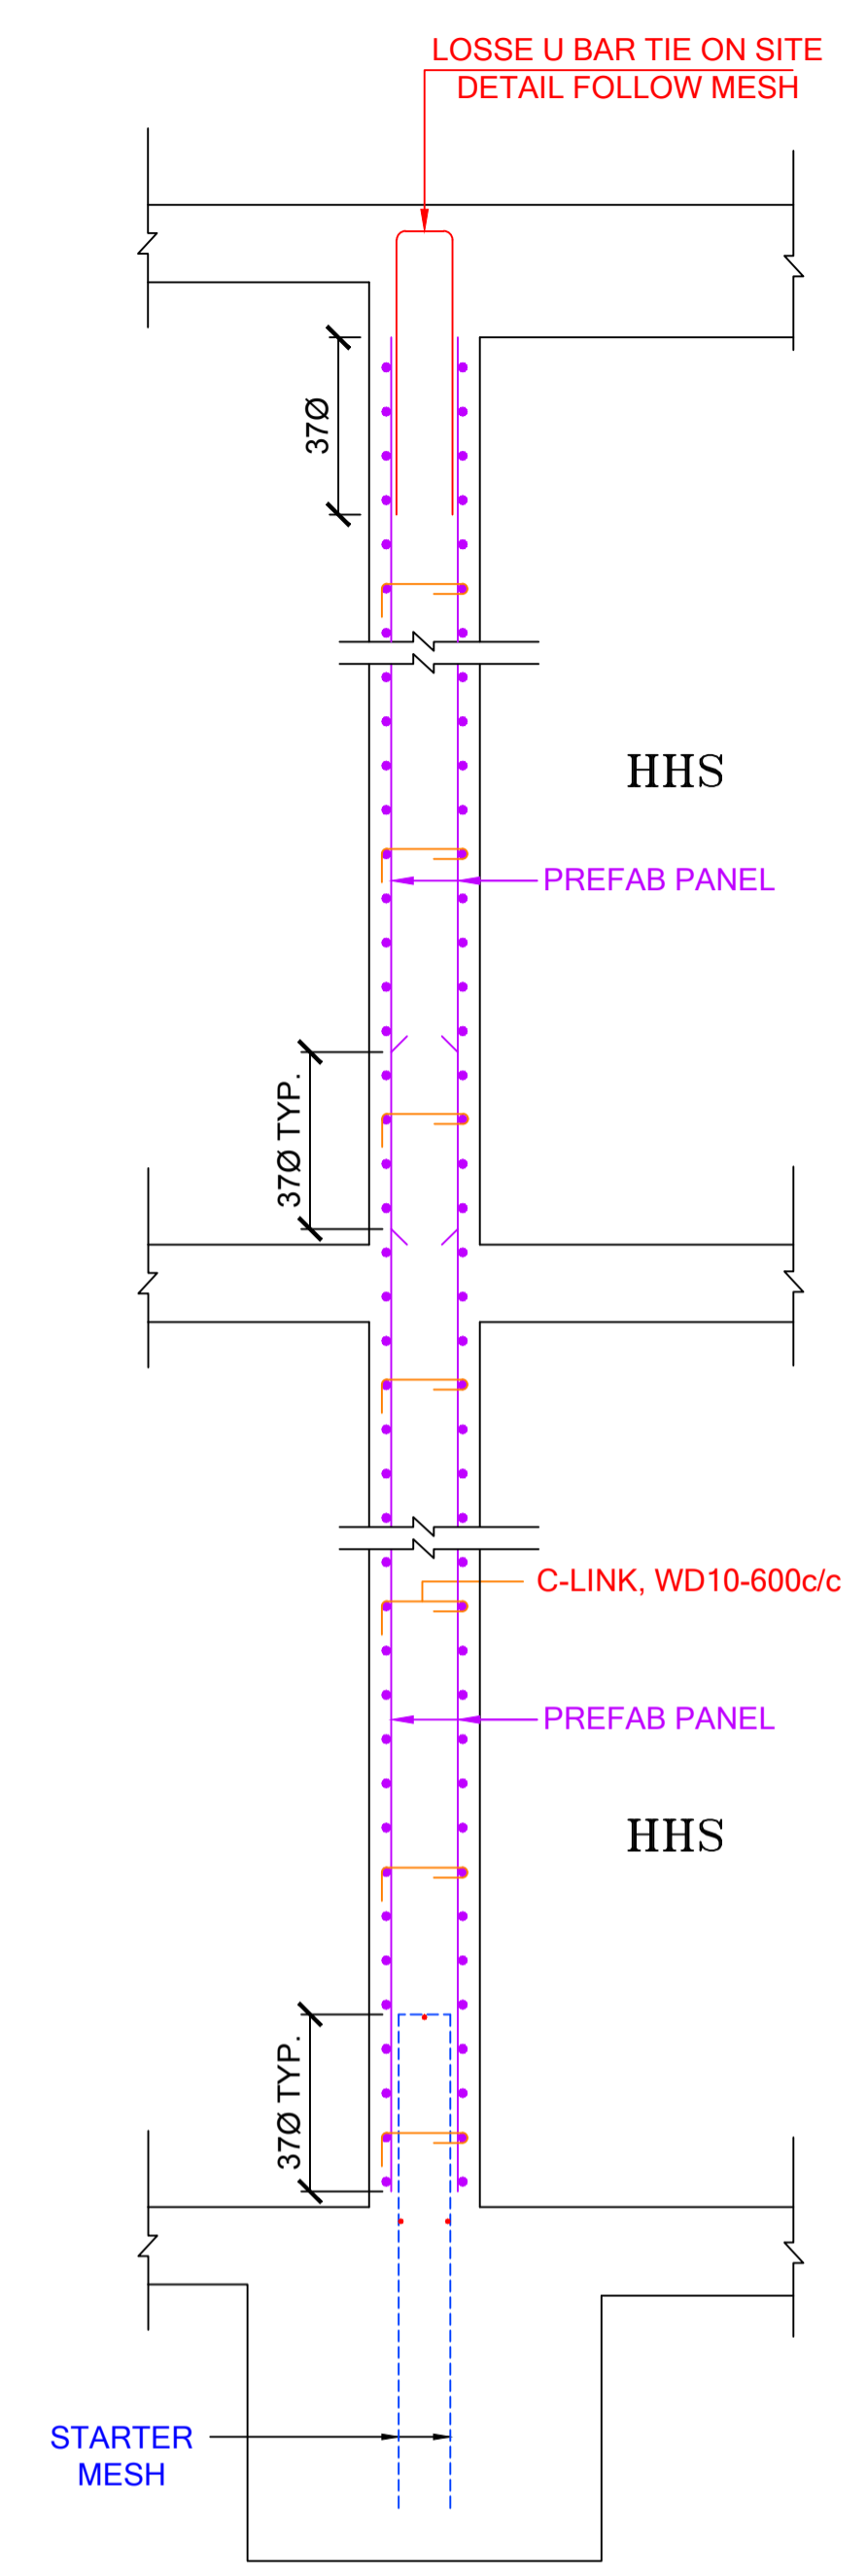 LOSSE U BAR TIE ON SITE
DETAIL FOLLOW MESH
37Ø
HHS
PREFAB PANEL
37Ø TYP.
C-LINK, WD10-600c/c
PREFAB PANEL
HHS
37Ø TYP.
STARTER
MESH